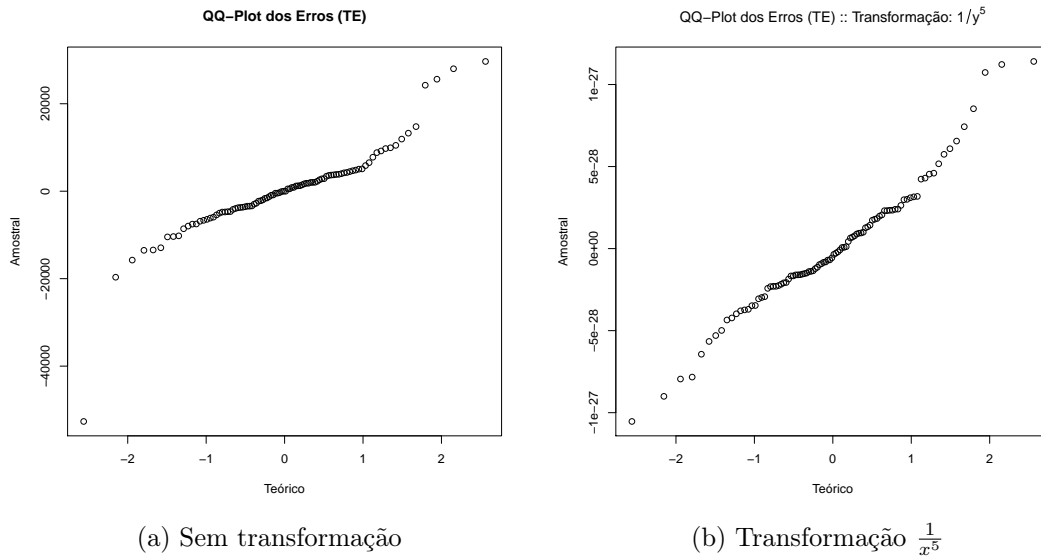 QQ−Plot dos Erros (TE)
Amostral
20000
0
−20000
−40000
−2
−1
0
1
2
Teórico
(a) Sem transformação
QQ−Plot dos Erros (TE) :: Transformação: 1/y^5
Amostral
1e−27
5e−28
0e+00
−5e−28
−1e−27
−2
−1
0
1
2
Teórico
(b) Transformação 1/x^5